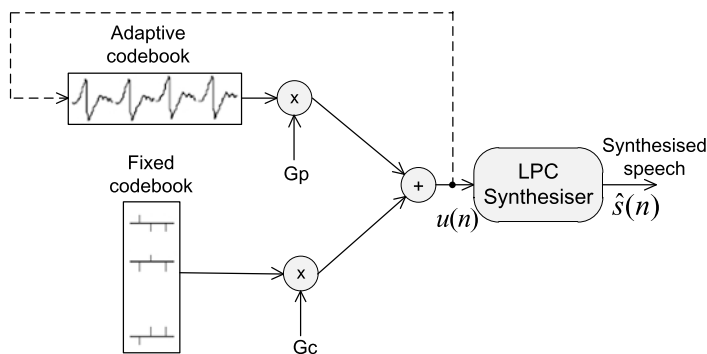 Adaptive
codebook
x
Gp
Fixed
codebook
x
Gc
+
u(n)
LPC
Synthesiser
Synthesised
speech
ŝ(n)